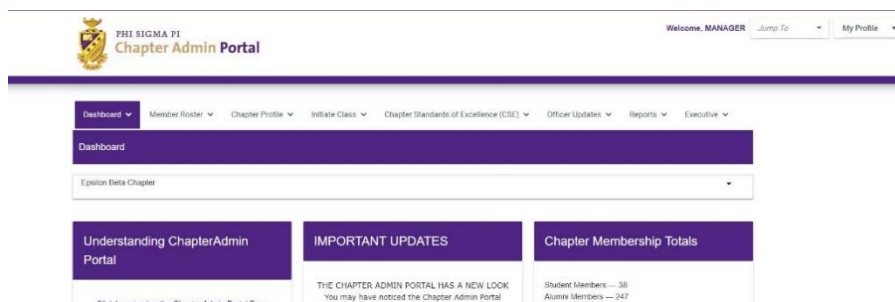 PHI SIGMA PI
Chapter Admin Portal
Welcome, MANAGER Jump To My Profile
Dashboard Member Roster Chapter Profile Initiate Class Chapter Standards of Excellence (CSE) Officer Updates Reports Executive
Dashboard
Epsilon Beta Chapter
Understanding ChapterAdmin
Portal
IMPORTANT UPDATES
THE CHAPTER ADMIN PORTAL HAS A NEW LOOK
You may have noticed the Chapter Admin Portal
Chapter Membership Totals
Student Members — 38
Alumni Members — 247